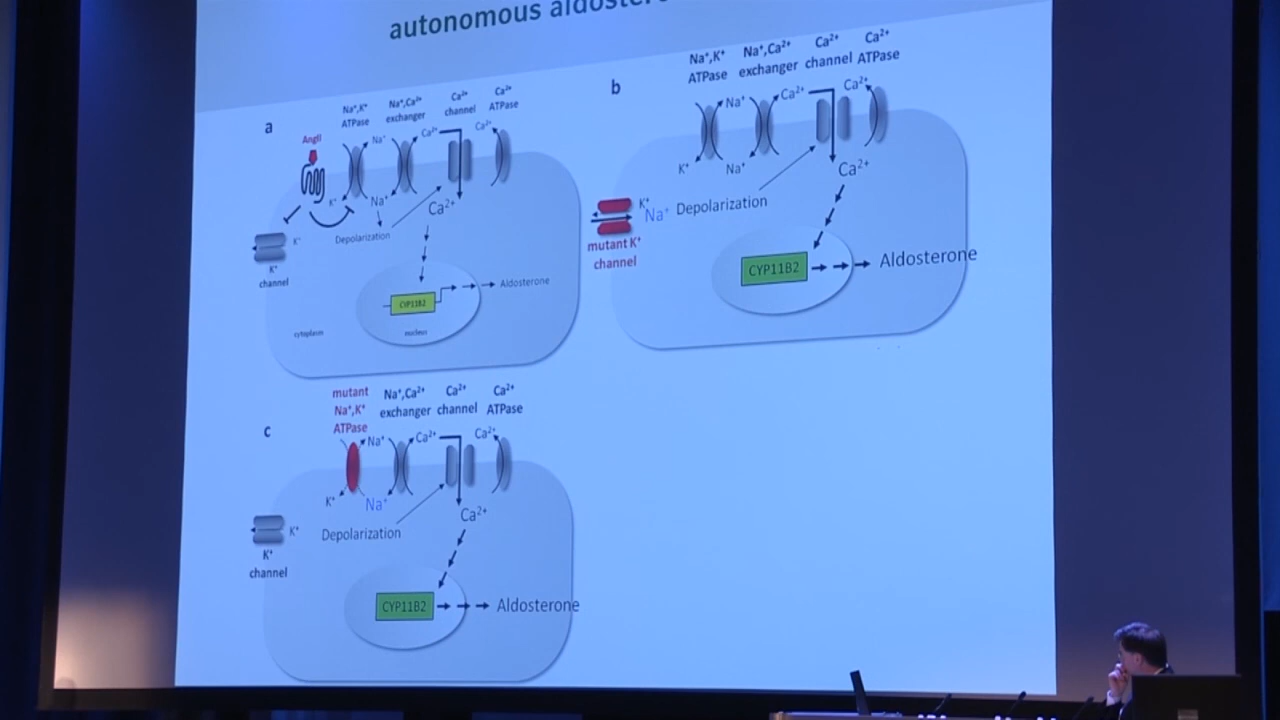 autonomous aldoster
a
Na⁺,K⁺
ATPase
Na⁺,Ca²⁺
exchanger
Ca²⁺
channel
Ca²⁺
ATPase
AngII
Na⁺
Ca²⁺
Ca²⁺
K⁺
Na⁺
Ca²⁺
Depolarization
K⁺
K⁺
channel
CYP11B2
Aldosterone
cytoplasm
nucleus
b
Na⁺,K⁺
ATPase
Na⁺,Ca²⁺
exchanger
Ca²⁺
channel
Ca²⁺
ATPase
Na⁺
Ca²⁺
Ca²⁺
K⁺
Na⁺
Ca²⁺
K⁺
Na⁺
Depolarization
mutant K⁺
channel
CYP11B2
Aldosterone
c
mutant
Na⁺,K⁺
ATPase
Na⁺,Ca²⁺
exchanger
Ca²⁺
channel
Ca²⁺
ATPase
Na⁺
Ca²⁺
Ca²⁺
K⁺
Na⁺
Ca²⁺
K⁺
Depolarization
K⁺
channel
CYP11B2
Aldosterone